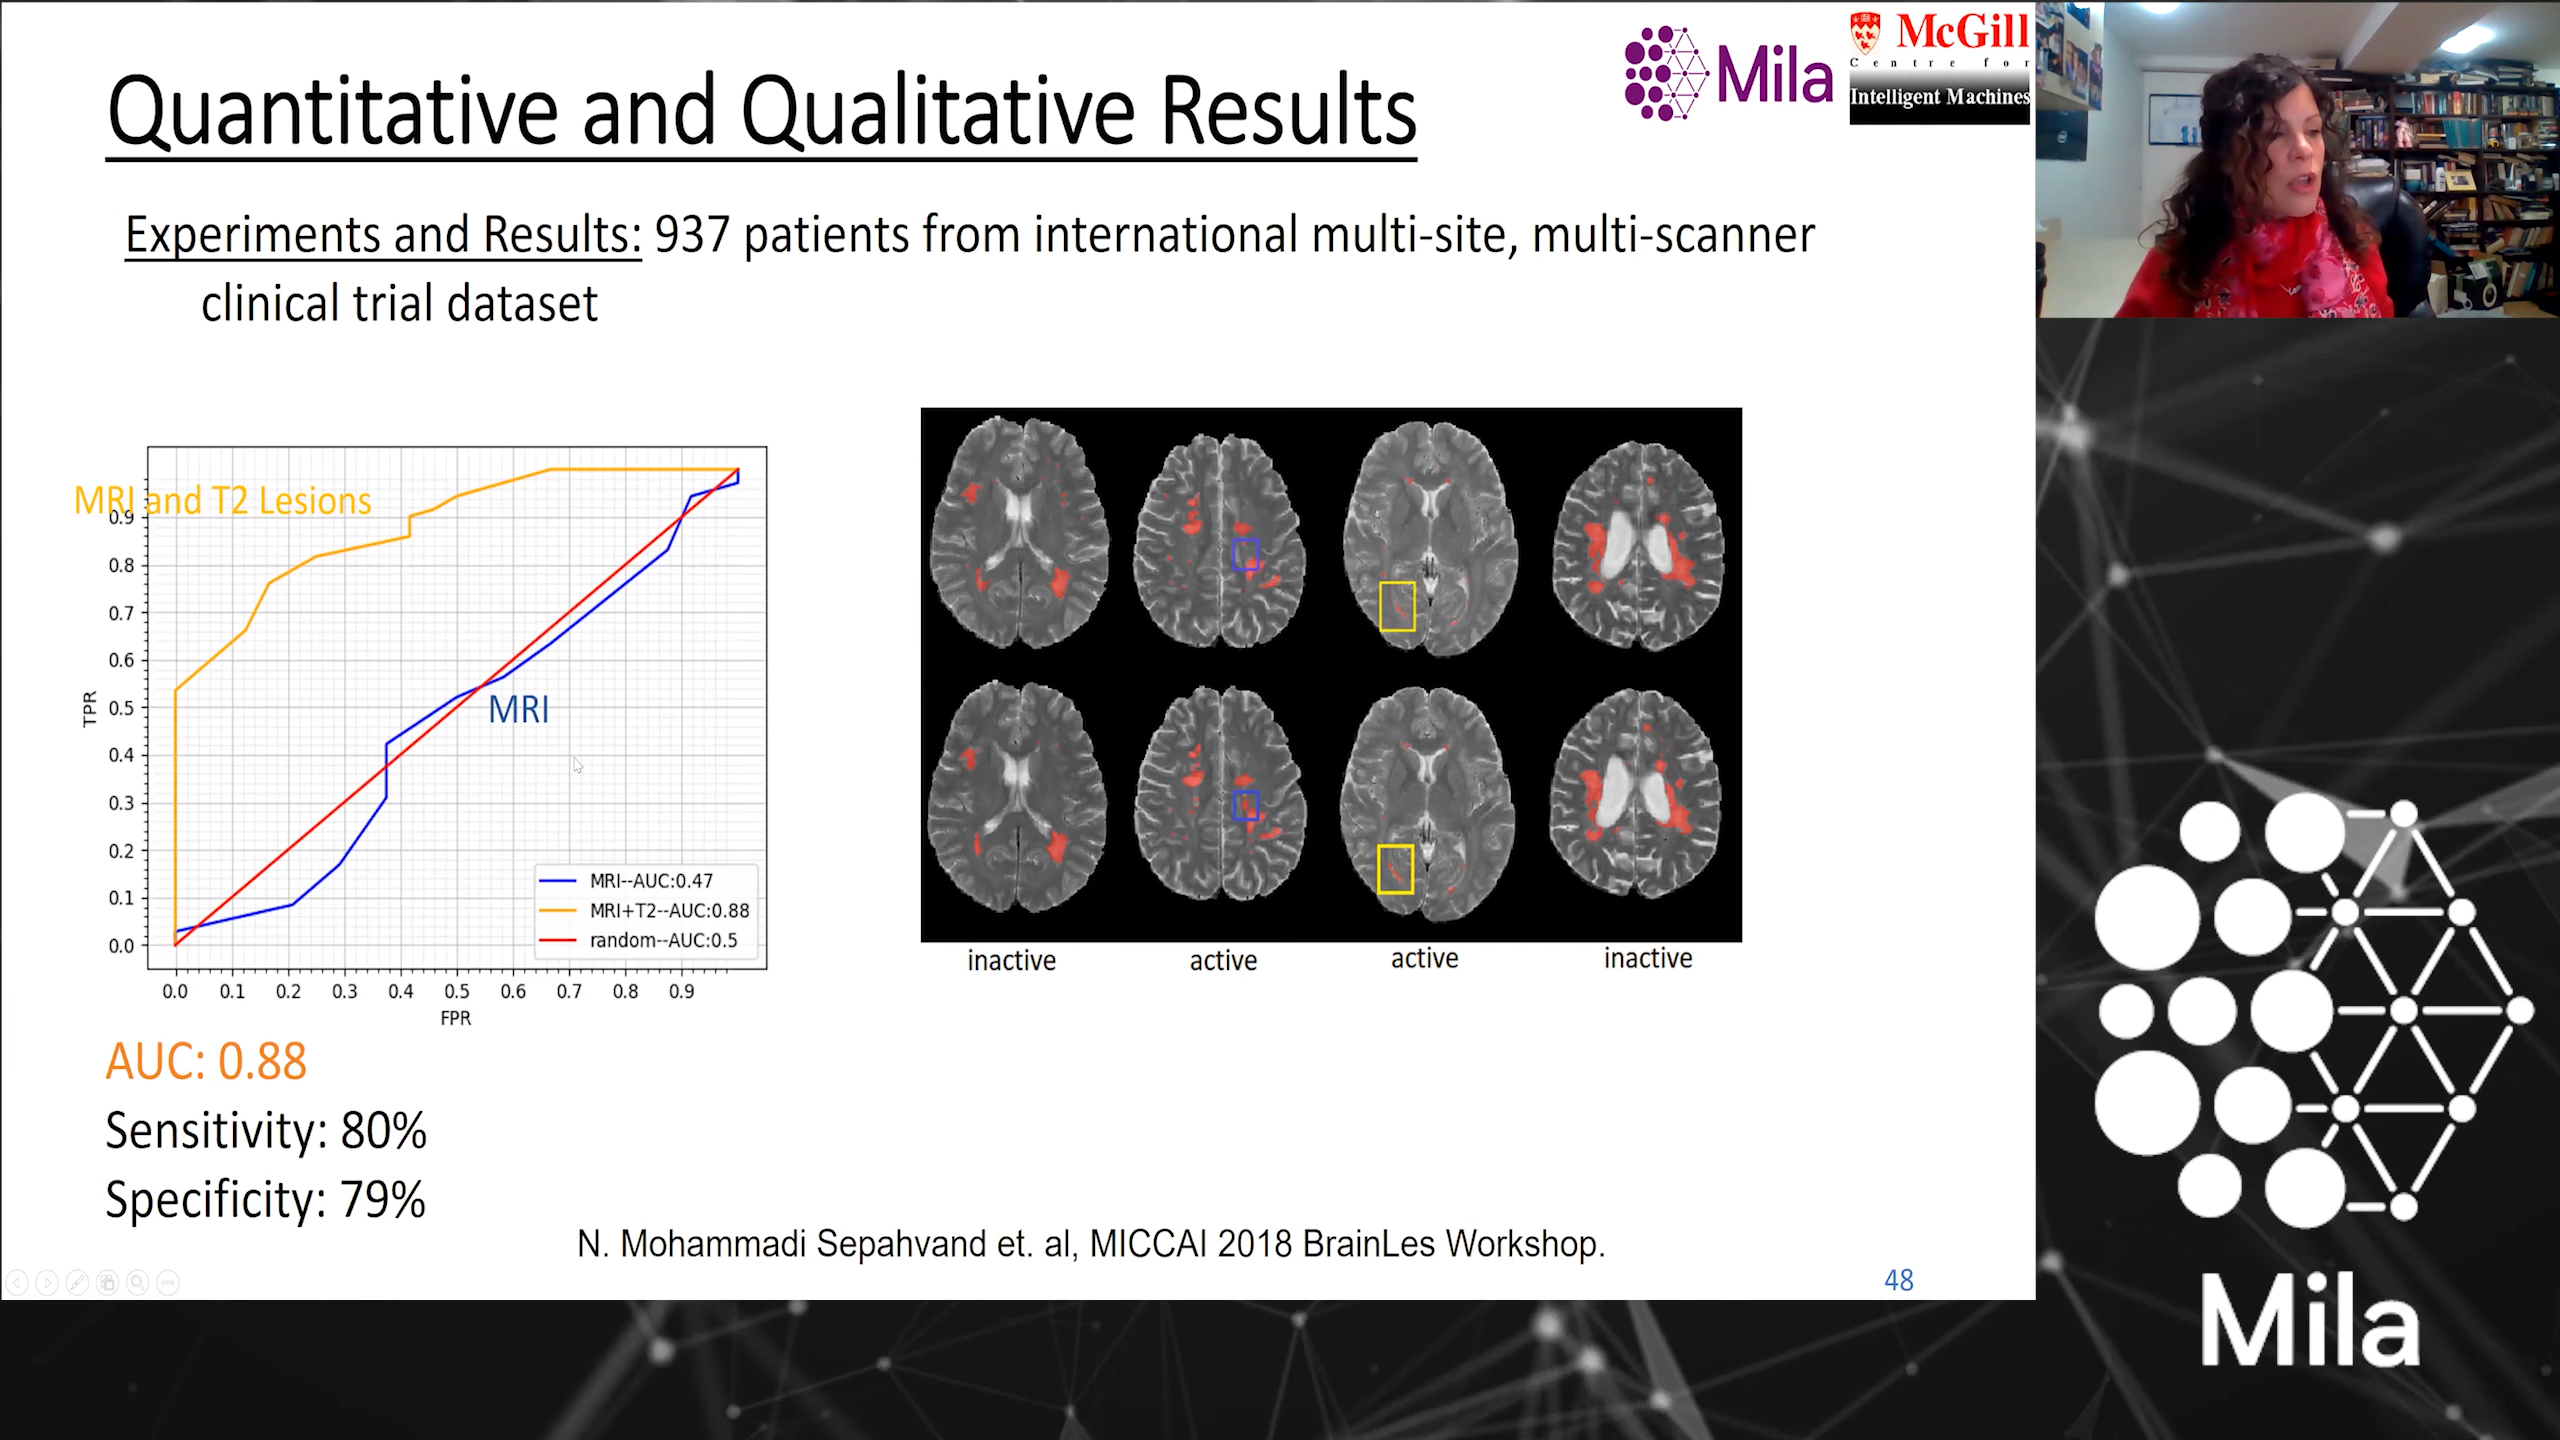 Quantitative and Qualitative Results
Mila
McGill
Centre for
Intelligent Machines
Experiments and Results: 937 patients from international multi-site, multi-scanner
clinical trial dataset
MRI and T2 Lesions
0.9
0.8
0.7
0.6
0.5
0.4
0.3
0.2
0.1
0.0
TPR
MRI
MRI--AUC:0.47
MRI+T2--AUC:0.88
random--AUC:0.5
0.0 0.1 0.2 0.3 0.4 0.5 0.6 0.7 0.8 0.9
FPR
inactive active active inactive
AUC: 0.88
Sensitivity: 80%
Specificity: 79%
N. Mohammadi Sepahvand et. al, MICCAI 2018 BrainLes Workshop.
48
Mila